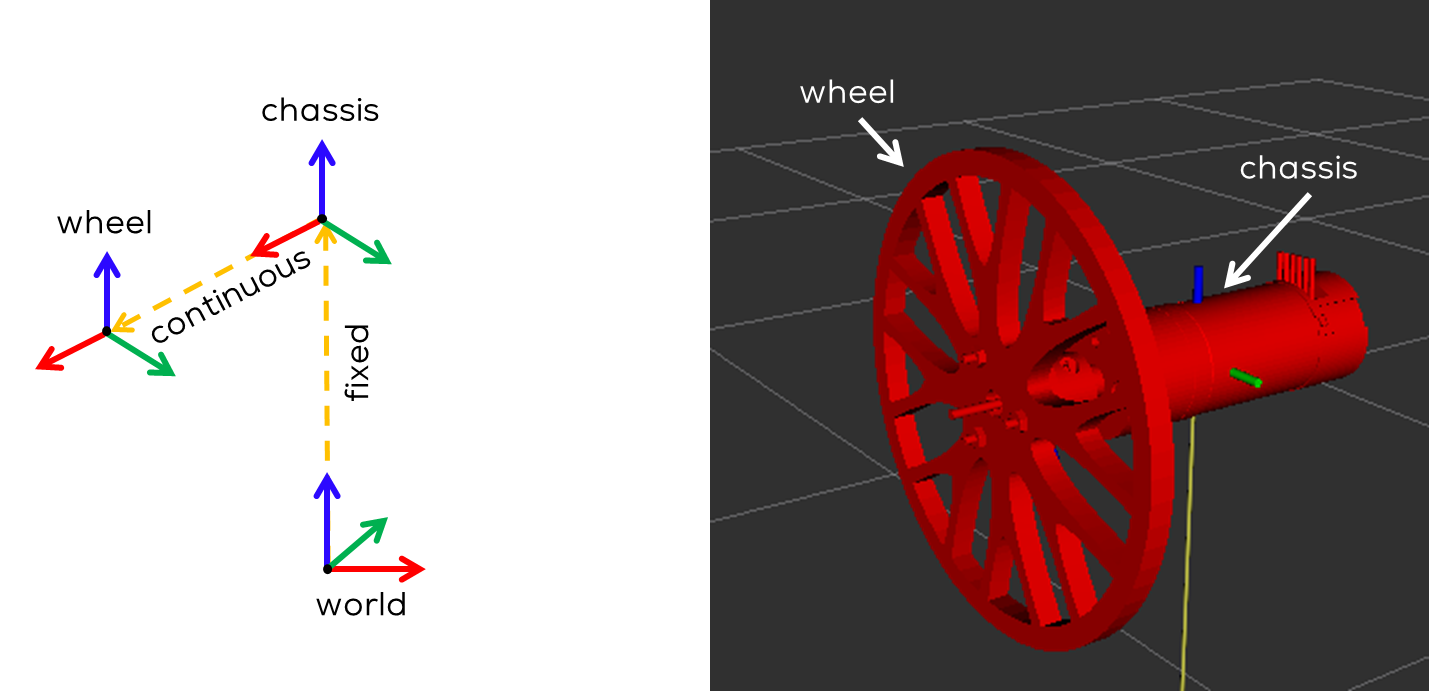 chassis
wheel
continuous
fixed
world
wheel
chassis